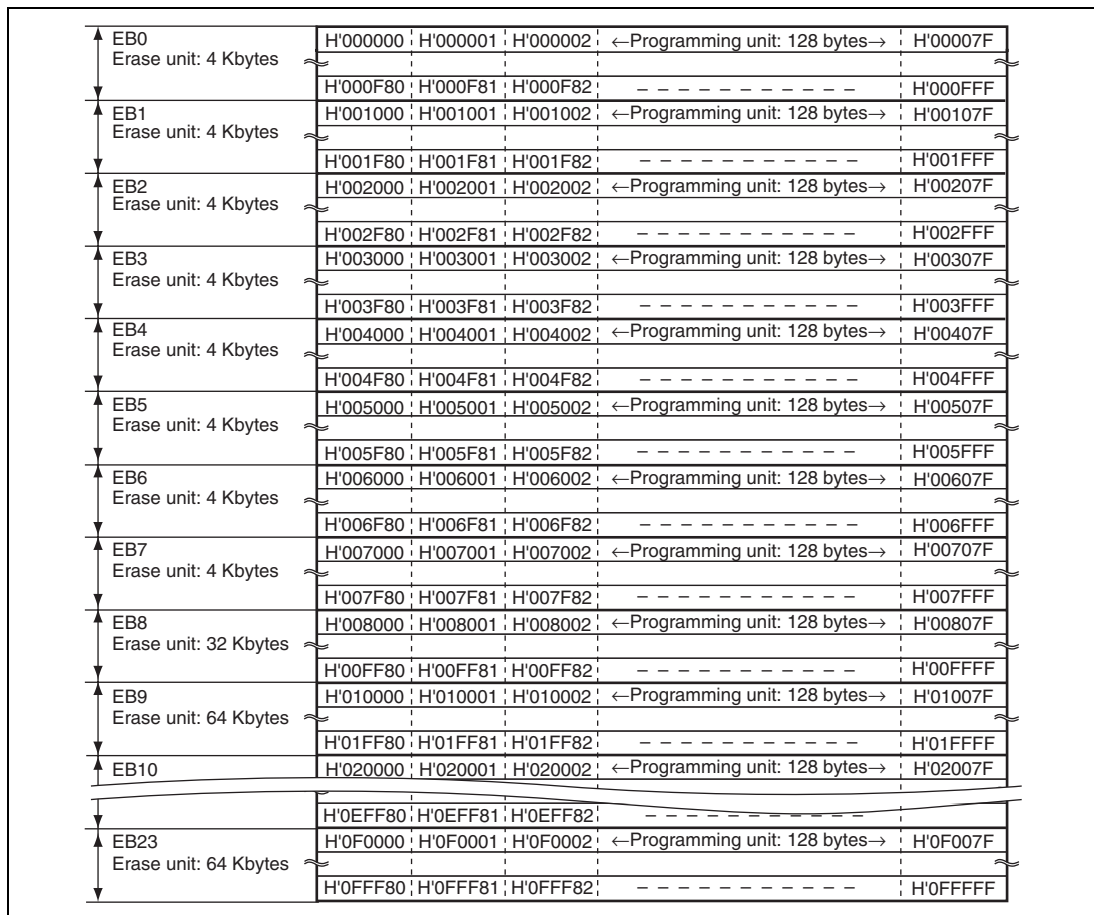 EB0 H'000000 H'000001 H'000002 ←Programming unit: 128 bytes→ H'00007F
Erase unit: 4 Kbytes
H'000F80 H'000F81 H'000F82 – – – – – – – – – – – H'000FFF
EB1 H'001000 H'001001 H'001002 ←Programming unit: 128 bytes→ H'00107F
Erase unit: 4 Kbytes
H'001F80 H'001F81 H'001F82 – – – – – – – – – – – H'001FFF
EB2 H'002000 H'002001 H'002002 ←Programming unit: 128 bytes→ H'00207F
Erase unit: 4 Kbytes
H'002F80 H'002F81 H'002F82 – – – – – – – – – – – H'002FFF
EB3 H'003000 H'003001 H'003002 ←Programming unit: 128 bytes→ H'00307F
Erase unit: 4 Kbytes
H'003F80 H'003F81 H'003F82 – – – – – – – – – – – H'003FFF
EB4 H'004000 H'004001 H'004002 ←Programming unit: 128 bytes→ H'00407F
Erase unit: 4 Kbytes
H'004F80 H'004F81 H'004F82 – – – – – – – – – – – H'004FFF
EB5 H'005000 H'005001 H'005002 ←Programming unit: 128 bytes→ H'00507F
Erase unit: 4 Kbytes
H'005F80 H'005F81 H'005F82 – – – – – – – – – – – H'005FFF
EB6 H'006000 H'006001 H'006002 ←Programming unit: 128 bytes→ H'00607F
Erase unit: 4 Kbytes
H'006F80 H'006F81 H'006F82 – – – – – – – – – – – H'006FFF
EB7 H'007000 H'007001 H'007002 ←Programming unit: 128 bytes→ H'00707F
Erase unit: 4 Kbytes
H'007F80 H'007F81 H'007F82 – – – – – – – – – – – H'007FFF
EB8 H'008000 H'008001 H'008002 ←Programming unit: 128 bytes→ H'00807F
Erase unit: 32 Kbytes
H'00FF80 H'00FF81 H'00FF82 – – – – – – – – – – – H'00FFFF
EB9 H'010000 H'010001 H'010002 ←Programming unit: 128 bytes→ H'01007F
Erase unit: 64 Kbytes
H'01FF80 H'01FF81 H'01FF82 – – – – – – – – – – – H'01FFFF
EB10 H'020000 H'020001 H'020002 ←Programming unit: 128 bytes→ H'02007F
H'0EFF80 H'0EFF81 H'0EFF82 – – – – – – – – – – –
EB23 H'0F0000 H'0F0001 H'0F0002 ←Programming unit: 128 bytes→ H'0F007F
Erase unit: 64 Kbytes
H'0FFF80 H'0FFF81 H'0FFF82 – – – – – – – – – – – H'0FFFFF